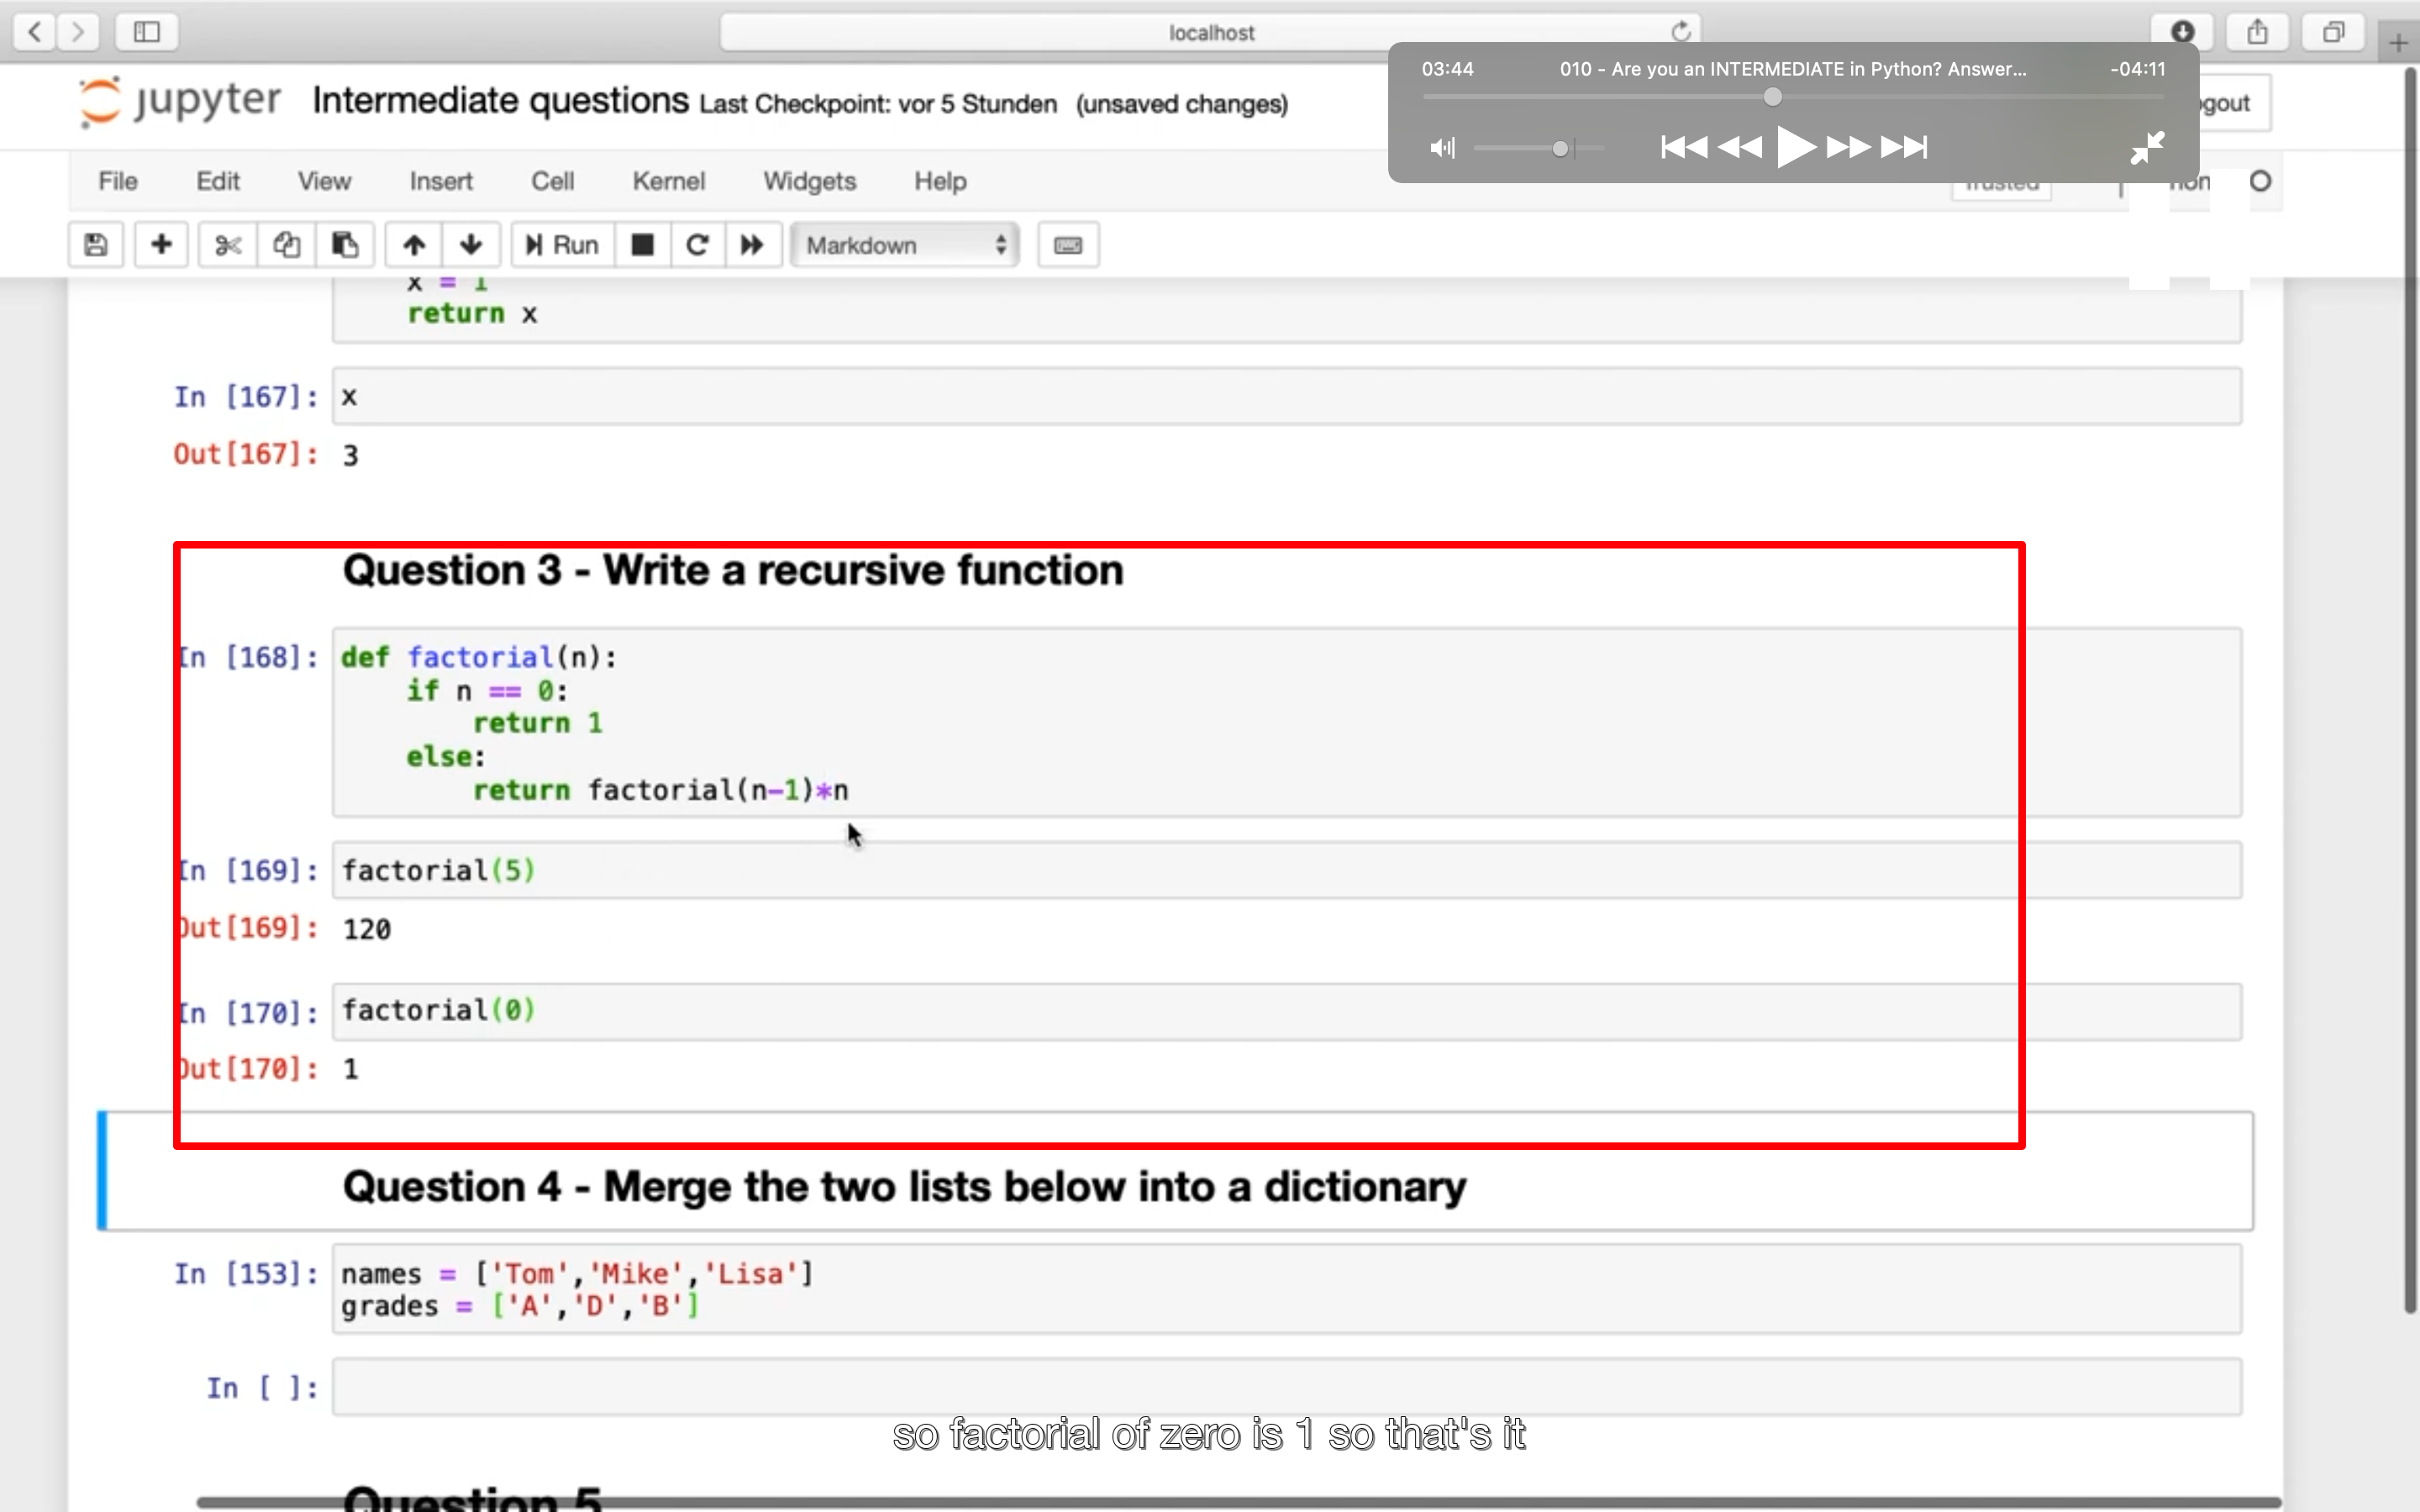 localhost
03:44 010 - Are you an INTERMEDIATE in Python? Answer... -04:11
jupyter Intermediate questions Last Checkpoint: vor 5 Stunden (unsaved changes)
File Edit View Insert Cell Kernel Widgets Help Trusted
Run Markdown
x = 1
return x
In [167]: x
Out[167]: 3
Question 3 - Write a recursive function
In [168]: def factorial(n):
if n == 0:
return 1
else:
return factorial(n-1)*n
In [169]: factorial(5)
Out[169]: 120
In [170]: factorial(0)
Out[170]: 1
Question 4 - Merge the two lists below into a dictionary
In [153]: names = ['Tom','Mike','Lisa']
grades = ['A','D','B']
In [ ]:
so factorial of zero is 1 so that's it
Question 5